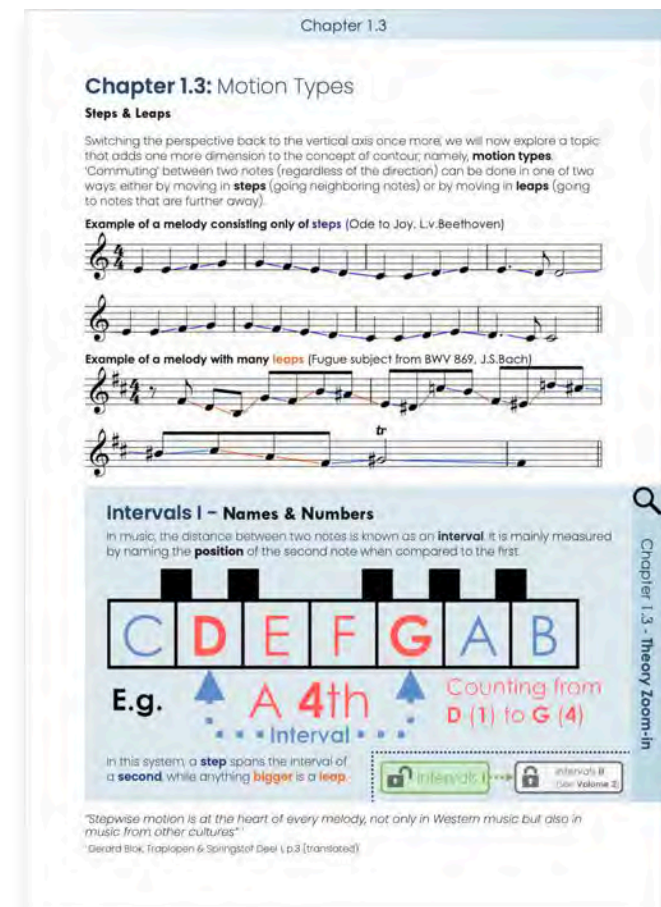 Chapter 1.3
Chapter 1.3: Motion Types
Steps & Leaps
Switching the perspective back to the vertical axis once more, we will now explore a topic
that adds one more dimension to the concept of contour; namely, motion types.
'Commuting' between two notes (regardless of the direction) can be done in one of two
ways: either by moving in steps (going neighboring notes) or by moving in leaps (going
to notes that are further away).
Example of a melody consisting only of steps (Ode to Joy, L.v.Beethoven)
Example of a melody with many leaps (Fugue subject from BWV 869, J.S.Bach)
tr
Intervals I – Names & Numbers
In music, the distance between two notes is known as an interval. It is mainly measured
by naming the position of the second note when compared to the first.
C D E F G A B
E.g.
A 4th
Interval
Counting from
D (1) to G (4)
In this system, a step spans the interval of
a second, while anything bigger is a leap.
Intervals I
Intervals II
(see Volume 2)
Chapter 1.3 - Theory Zoom-in
"Stepwise motion is at the heart of every melody, not only in Western music but also in
music from other cultures" ¹
¹ Gerard Blok, Traplopen & Springstof Deel I, p.3 (translated)